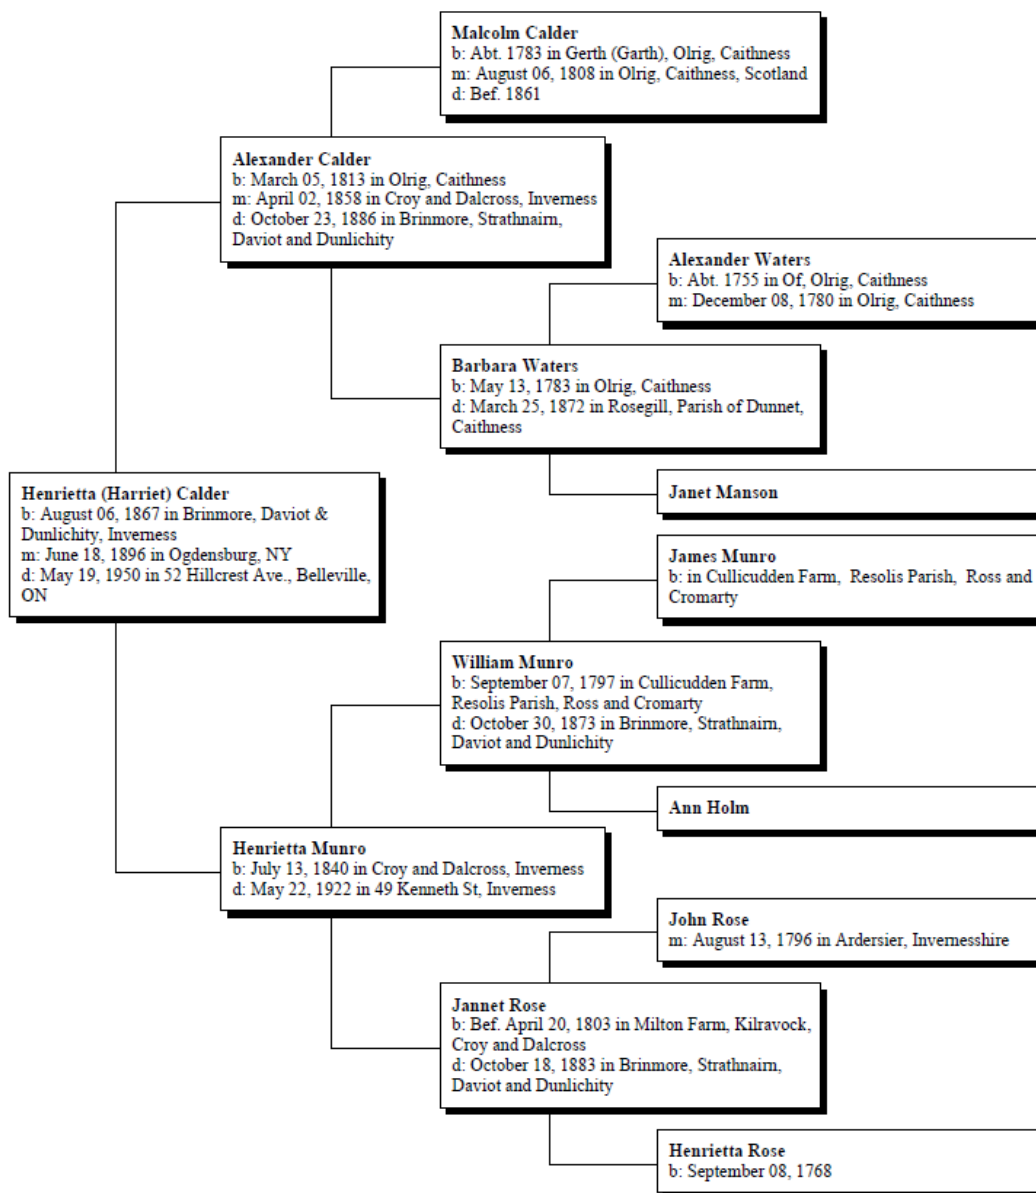 Malcolm Calder
b: Abt. 1783 in Gerth (Garth), Olrig, Caithness
m: August 06, 1808 in Olrig, Caithness, Scotland
d: Bef. 1861
Alexander Calder
b: March 05, 1813 in Olrig, Caithness
m: April 02, 1858 in Croy and Dalcross, Inverness
d: October 23, 1886 in Brinmore, Strathnairn,
Daviot and Dunlichity
Alexander Waters
b: Abt. 1755 in Of, Olrig, Caithness
m: December 08, 1780 in Olrig, Caithness
Barbara Waters
b: May 13, 1783 in Olrig, Caithness
d: March 25, 1872 in Rosegill, Parish of Dunnet,
Caithness
Janet Manson
Henrietta (Harriet) Calder
b: August 06, 1867 in Brinmore, Daviot &
Dunlichity, Inverness
m: June 18, 1896 in Ogdensburg, NY
d: May 19, 1950 in 52 Hillcrest Ave., Belleville,
ON
James Munro
b: in Cullicudden Farm, Resolis Parish, Ross and
Cromarty
William Munro
b: September 07, 1797 in Cullicudden Farm,
Resolis Parish, Ross and Cromarty
d: October 30, 1873 in Brinmore, Strathnairn,
Daviot and Dunlichity
Ann Holm
Henrietta Munro
b: July 13, 1840 in Croy and Dalcross, Inverness
d: May 22, 1922 in 49 Kenneth St, Inverness
John Rose
m: August 13, 1796 in Ardersier, Invernesshire
Jannet Rose
b: Bef. April 20, 1803 in Milton Farm, Kilravock,
Croy and Dalcross
d: October 18, 1883 in Brinmore, Strathnairn,
Daviot and Dunlichity
Henrietta Rose
b: September 08, 1768